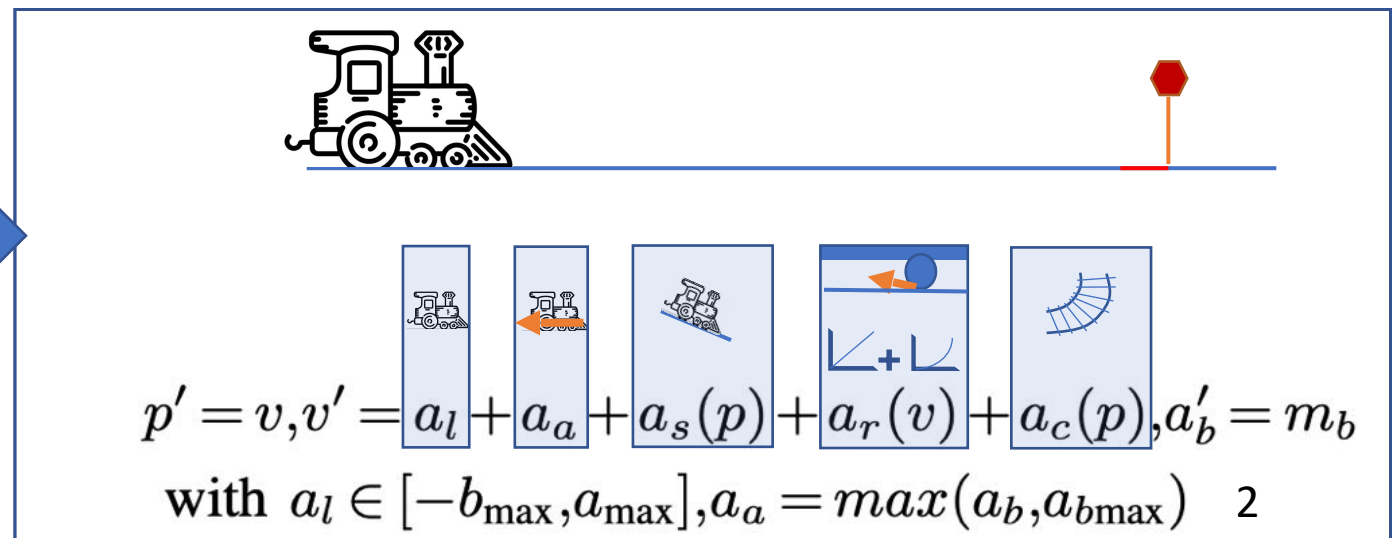 p′ = v,v′ = a_l + a_a + a_s(p) + a_r(v) + a_c(p),a′_b = m_b
with a_l ∈ [−b_max,a_max],a_a = max(a_b,a_bmax) 2